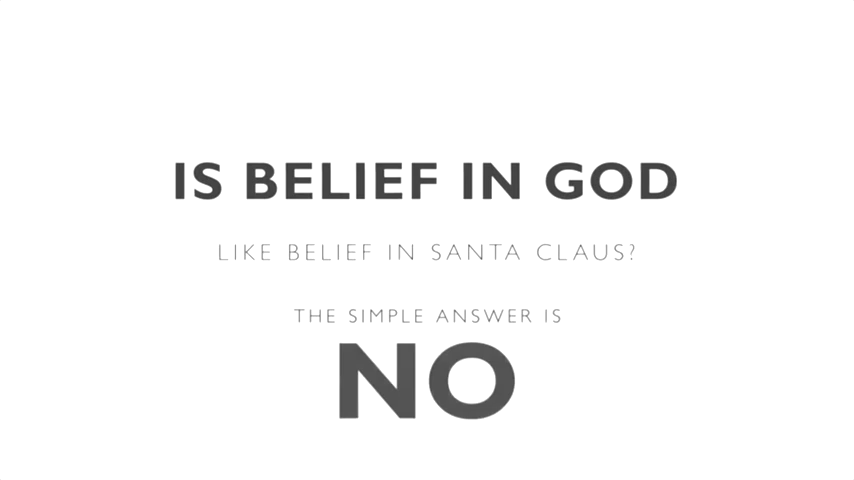 IS BELIEF IN GOD
LIKE BELIEF IN SANTA CLAUS?
THE SIMPLE ANSWER IS
NO